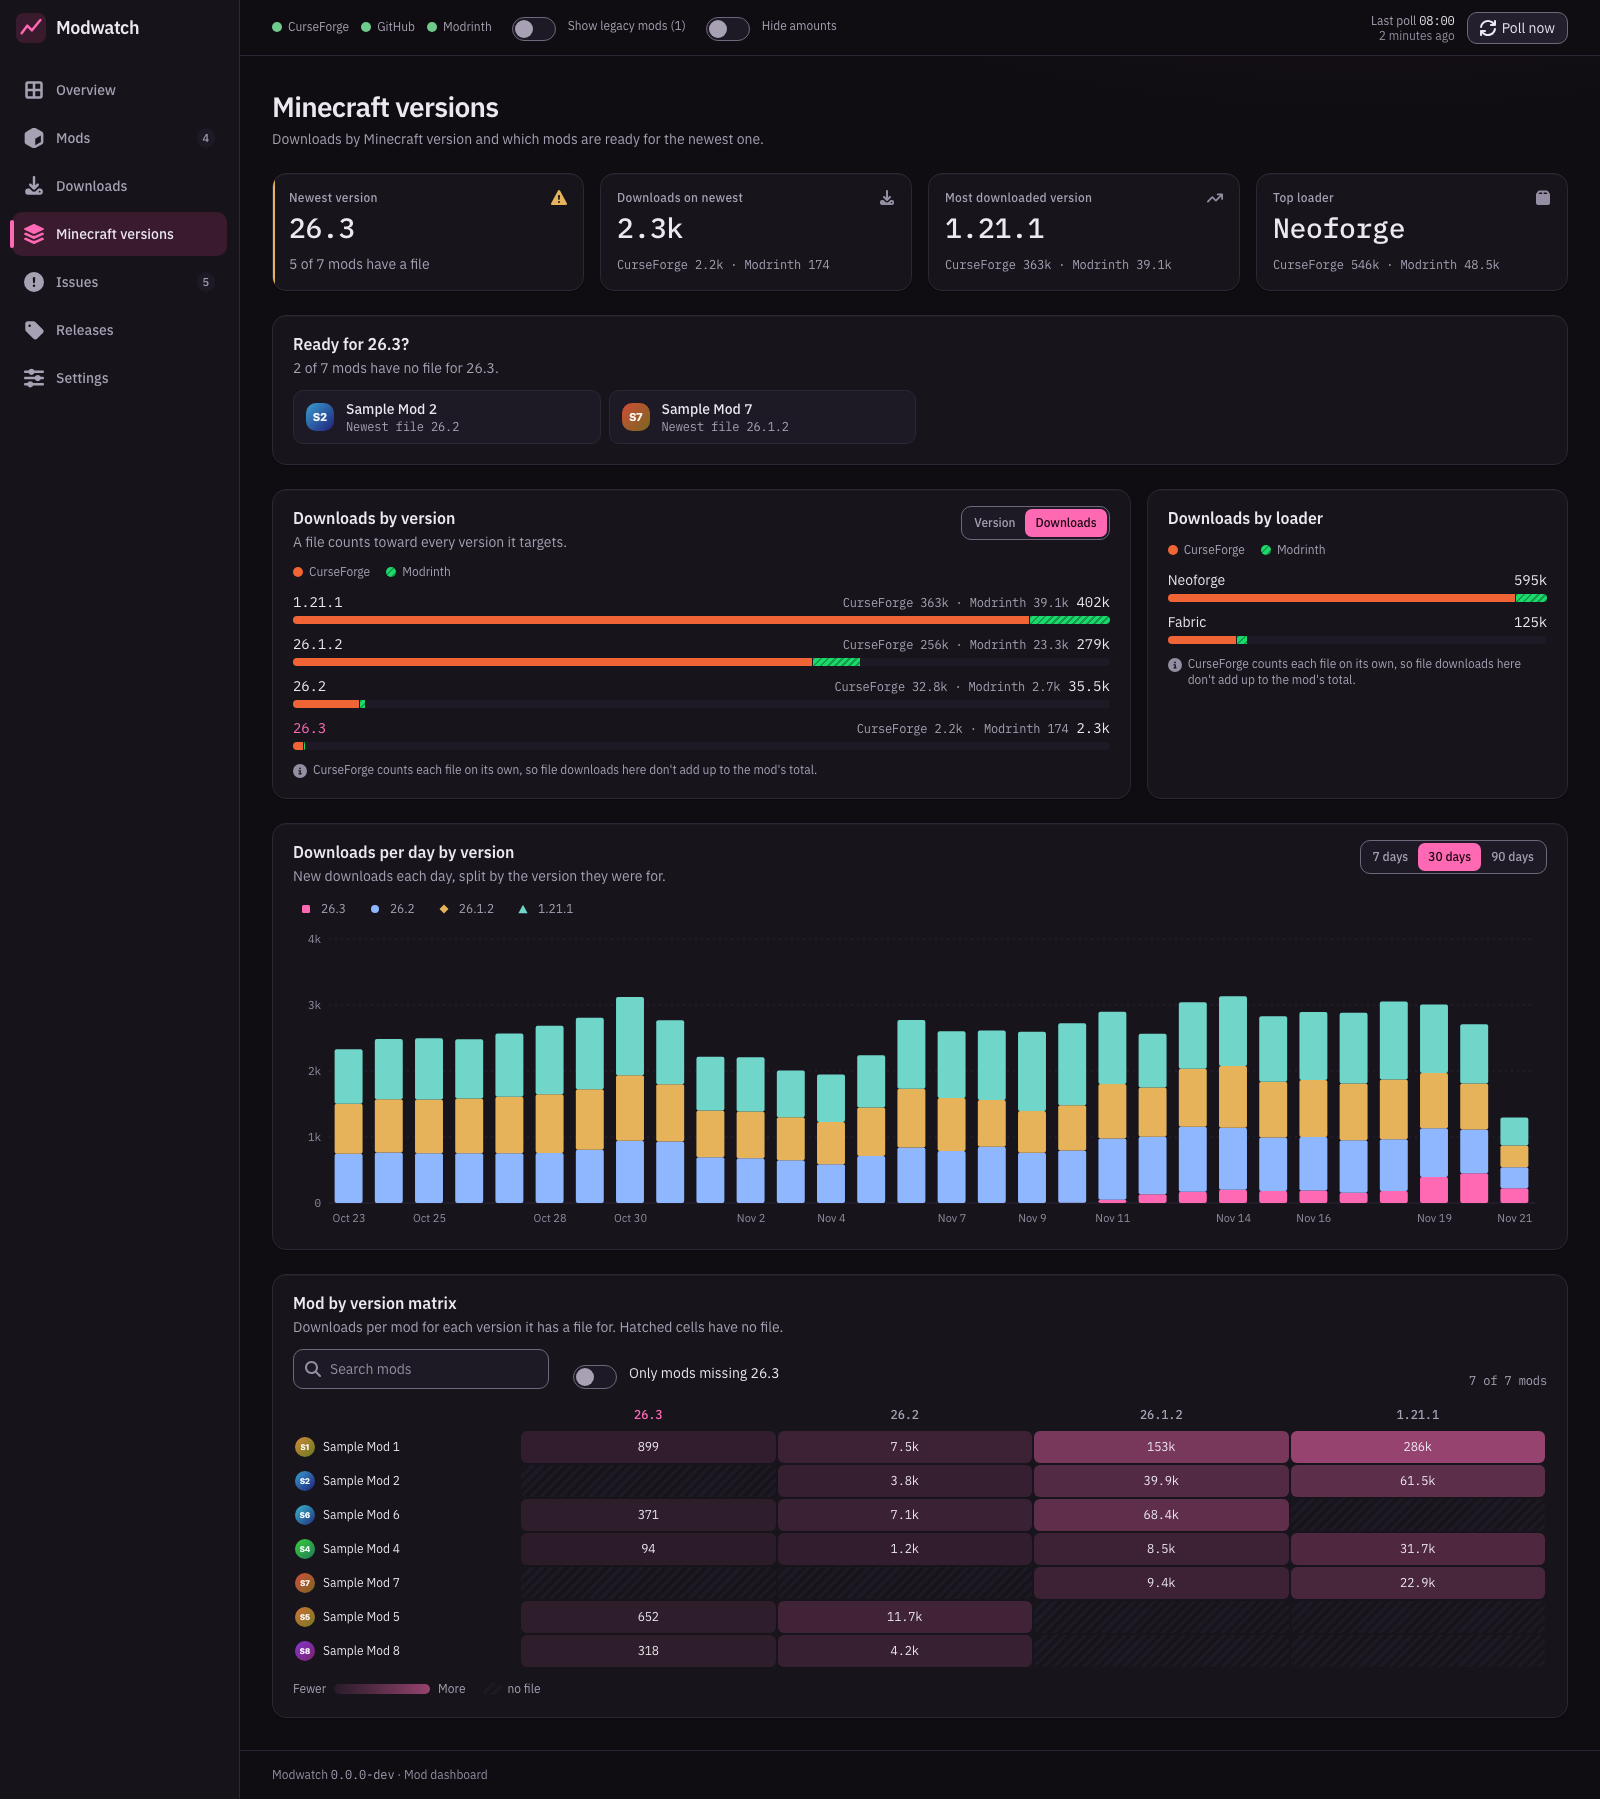 Modwatch
Overview
Mods 4
Downloads
Minecraft versions
Issues 5
Releases
Settings
CurseForge GitHub Modrinth Show legacy mods (1) Hide amounts
Last poll 08:00
2 minutes ago
Poll now
Minecraft versions
Downloads by Minecraft version and which mods are ready for the newest one.
Newest version
26.3
5 of 7 mods have a file
Downloads on newest
2.3k
CurseForge 2.2k · Modrinth 174
Most downloaded version
1.21.1
CurseForge 363k · Modrinth 39.1k
Top loader
Neoforge
CurseForge 546k · Modrinth 48.5k
Ready for 26.3?
2 of 7 mods have no file for 26.3.
S2
Sample Mod 2
Newest file 26.2
S7
Sample Mod 7
Newest file 26.1.2
Downloads by version
A file counts toward every version it targets.
Version Downloads
CurseForge Modrinth
1.21.1 CurseForge 363k · Modrinth 39.1k 402k
26.1.2 CurseForge 256k · Modrinth 23.3k 279k
26.2 CurseForge 32.8k · Modrinth 2.7k 35.5k
26.3 CurseForge 2.2k · Modrinth 174 2.3k
CurseForge counts each file on its own, so file downloads here don't add up to the mod's total.
Downloads by loader
CurseForge Modrinth
Neoforge 595k
Fabric 125k
CurseForge counts each file on its own, so file downloads here
don't add up to the mod's total.
Downloads per day by version
New downloads each day, split by the version they were for.
7 days 30 days 90 days
26.3 26.2 26.1.2 1.21.1
4k
3k
2k
1k
0
Oct 23 Oct 25 Oct 28 Oct 30 Nov 2 Nov 4 Nov 7 Nov 9 Nov 11 Nov 14 Nov 16 Nov 19 Nov 21
Mod by version matrix
Downloads per mod for each version it has a file for. Hatched cells have no file.
Search mods
Only mods missing 26.3
7 of 7 mods
26.3 26.2 26.1.2 1.21.1
S1 Sample Mod 1 899 7.5k 153k 286k
S2 Sample Mod 2 3.8k 39.9k 61.5k
S6 Sample Mod 6 371 7.1k 68.4k
S4 Sample Mod 4 94 1.2k 8.5k 31.7k
S7 Sample Mod 7 9.4k 22.9k
S5 Sample Mod 5 652 11.7k
S8 Sample Mod 8 318 4.2k
Fewer More no file
Modwatch 0.0.0-dev · Mod dashboard